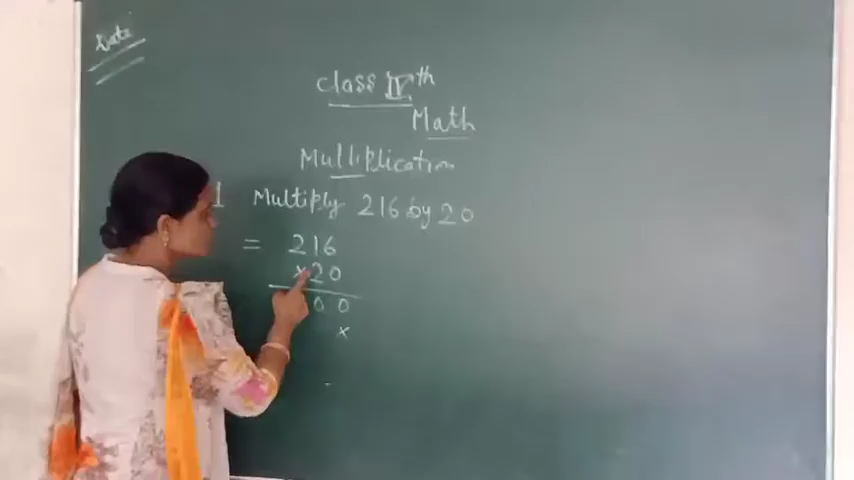 Date
Class IVth
Math
Multiplication
1 Multiply 216 by 20
= 216
×20
00
×